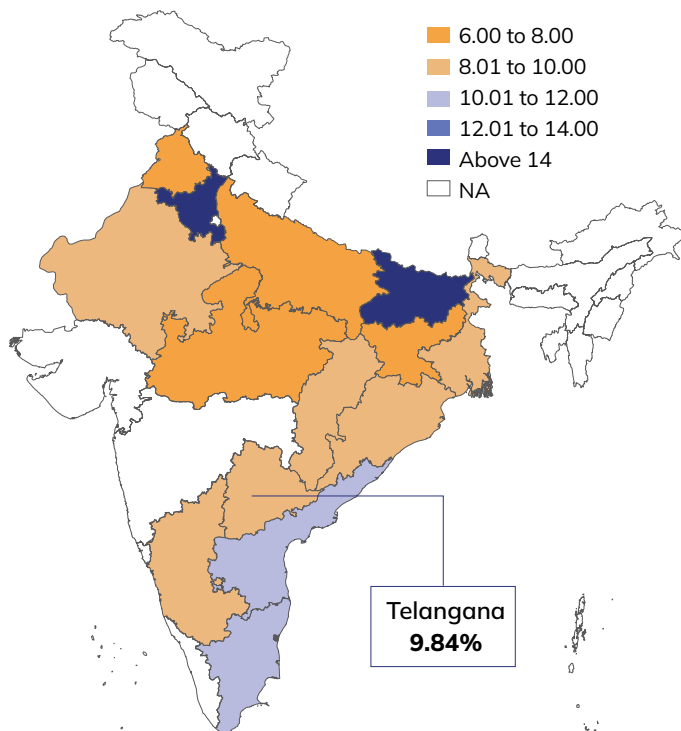 6.00 to 8.00
8.01 to 10.00
10.01 to 12.00
12.01 to 14.00
Above 14
NA
Telangana
9.84%